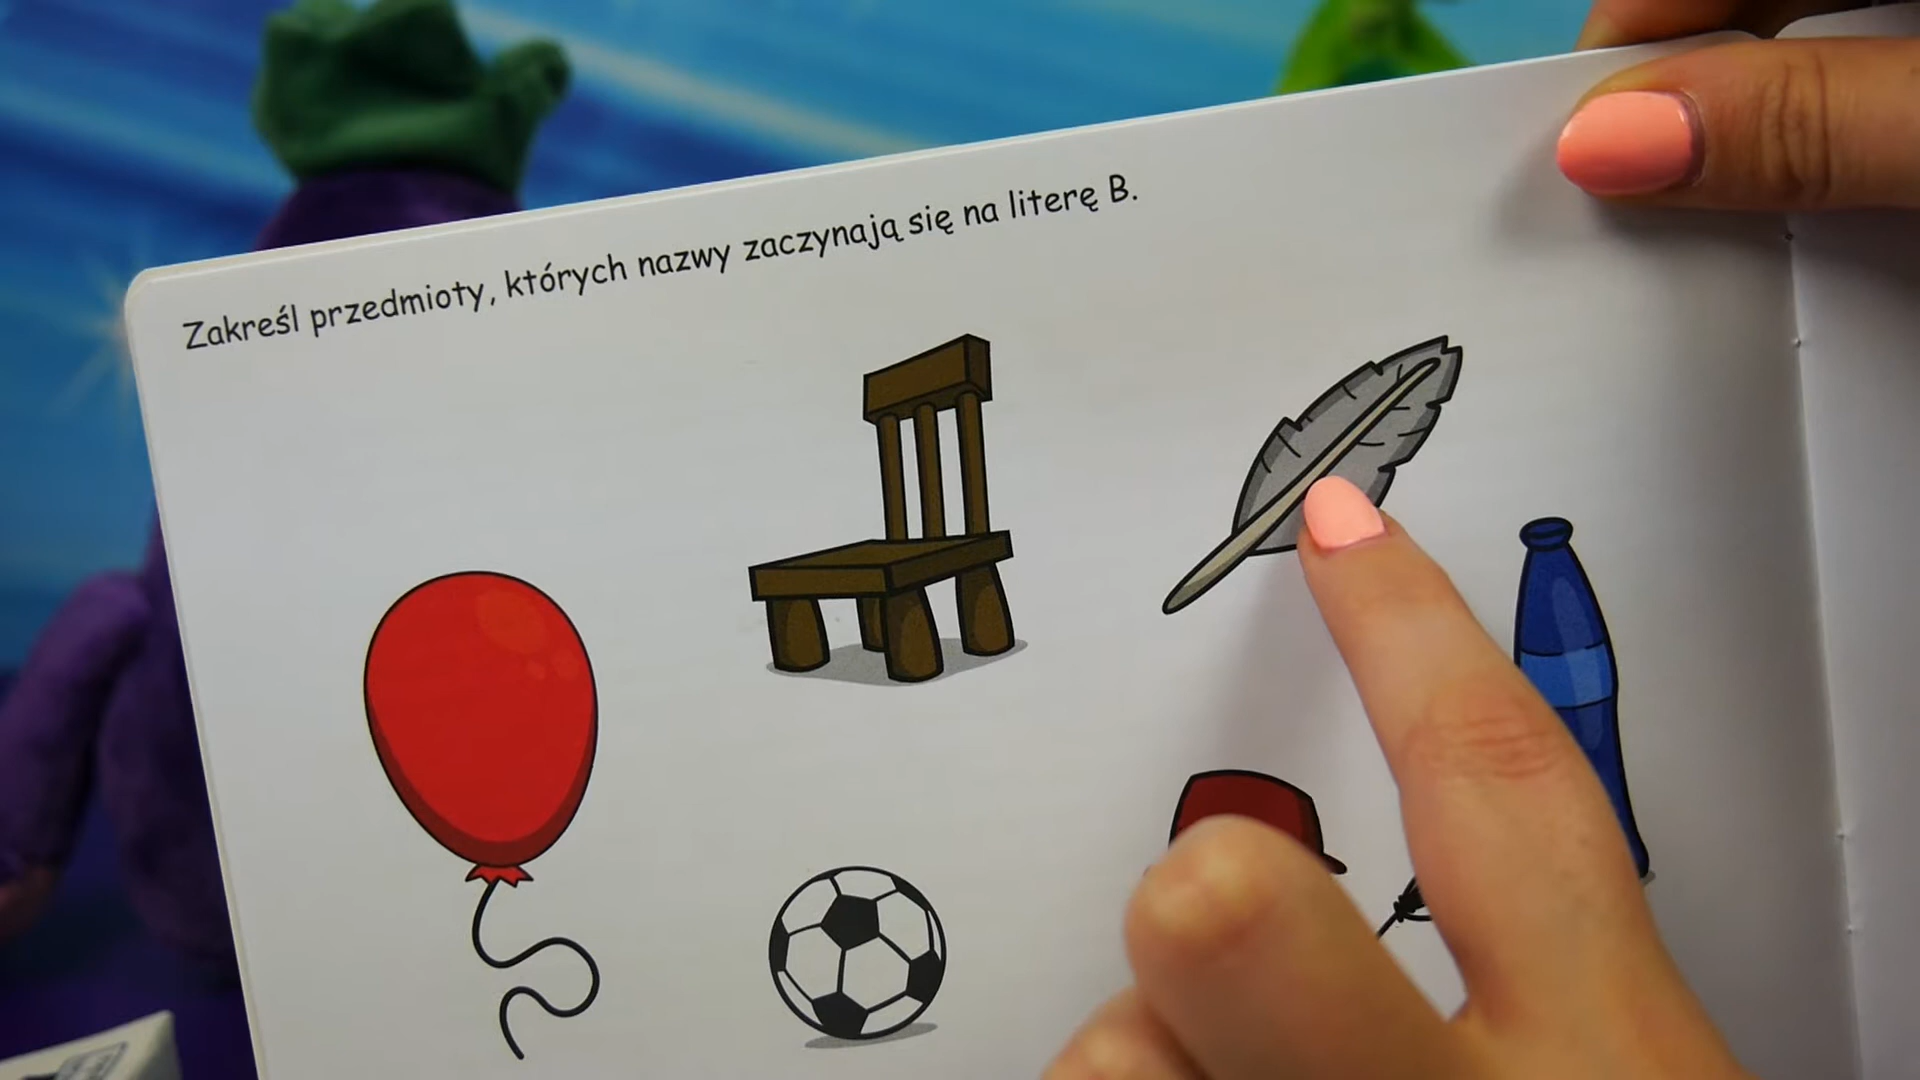 Zakreśl przedmioty, których nazwy zaczynają się na literę B.